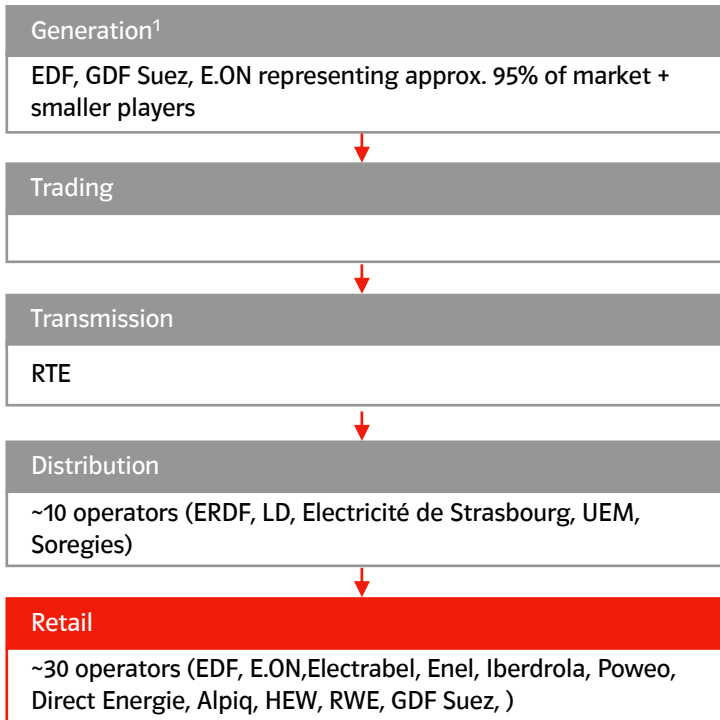 Generation¹
EDF, GDF Suez, E.ON representing approx. 95% of market +
smaller players
Trading
Transmission
RTE
Distribution
~10 operators (ERDF, LD, Electricité de Strasbourg, UEM,
Soregies)
Retail
~30 operators (EDF, E.ON,Electrabel, Enel, Iberdrola, Poweo,
Direct Energie, Alpiq, HEW, RWE, GDF Suez, )